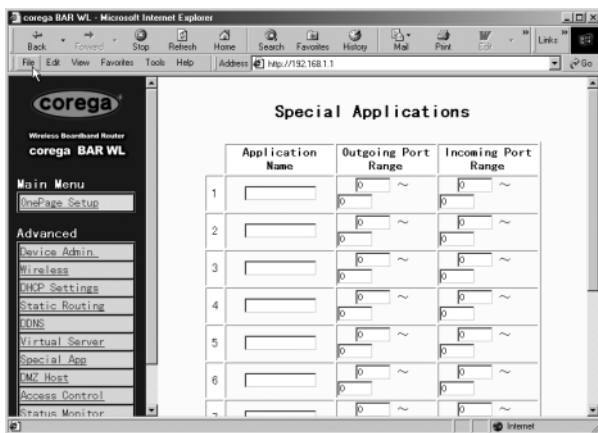 corega BAR WL - Microsoft Internet Explorer
Back Forward Stop Refresh Home Search Favorites History Mail Print Edit » Links »
File Edit View Favorites Tools Help Address http://192.168.1.1 Go
corega
Wireless Boardband Router
corega BAR WL
Main Menu
OnePage Setup
Advanced
Device Admin.
Wireless
DHCP Settings
Static Routing
DDNS
Virtual Server
Special App
DMZ Host
Access Control
Status Monitor
Special Applications
Application Name Outgoing Port Range Incoming Port Range
1 0 ~ 0 0 ~ 0
2 0 ~ 0 0 ~ 0
3 0 ~ 0 0 ~ 0
4 0 ~ 0 0 ~ 0
5 0 ~ 0 0 ~ 0
6 0 ~ 0 0 ~ 0
0 ~ 0 ~
Internet